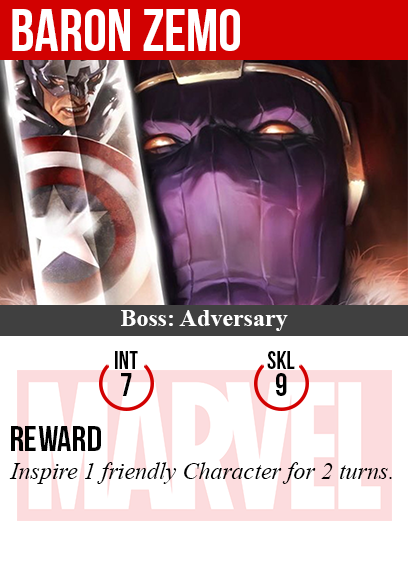 BARON ZEMO
Boss: Adversary
INT SKL
7 9
MARVEL
REWARD
Inspire 1 friendly Character for 2 turns.